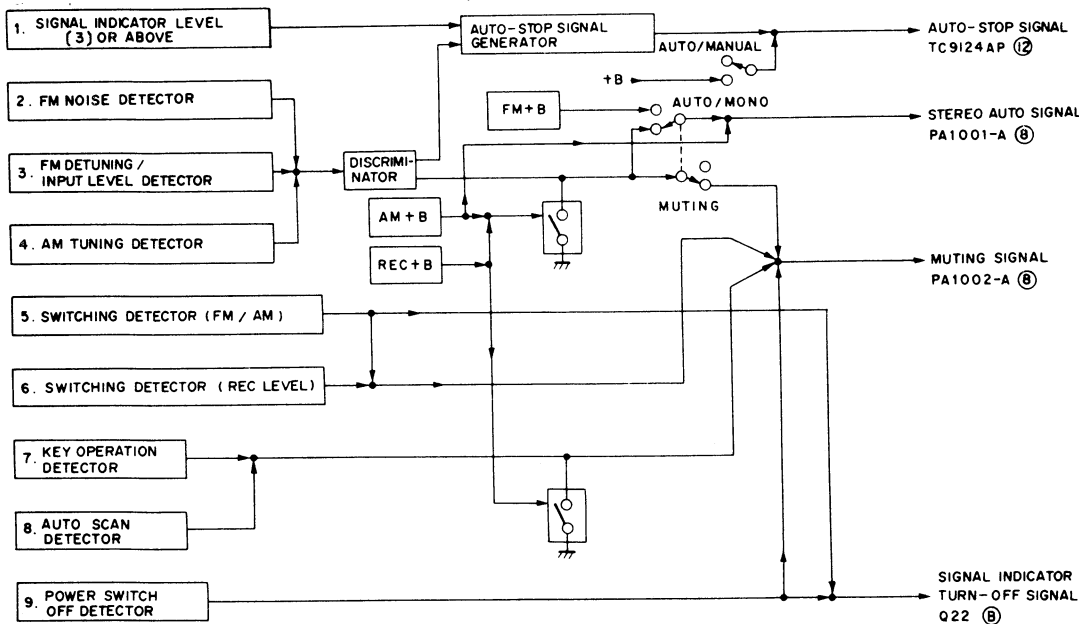 1. SIGNAL INDICATOR LEVEL
(3) OR ABOVE
AUTO-STOP SIGNAL
GENERATOR
AUTO/MANUAL
+B
AUTO-STOP SIGNAL
TC9124AP ⑫
2. FM NOISE DETECTOR
FM+B
AUTO/MONO
STEREO AUTO SIGNAL
PA1001-A ⑧
3. FM DETUNING /
INPUT LEVEL DETECTOR
DISCRIMI-
NATOR
MUTING
4. AM TUNING DETECTOR
AM+B
REC+B
MUTING SIGNAL
PA1002-A ⑧
5. SWITCHING DETECTOR (FM / AM)
6. SWITCHING DETECTOR (REC LEVEL)
7. KEY OPERATION
DETECTOR
8. AUTO SCAN
DETECTOR
9. POWER SWITCH
OFF DETECTOR
SIGNAL INDICATOR
TURN-OFF SIGNAL
Q22 Ⓑ